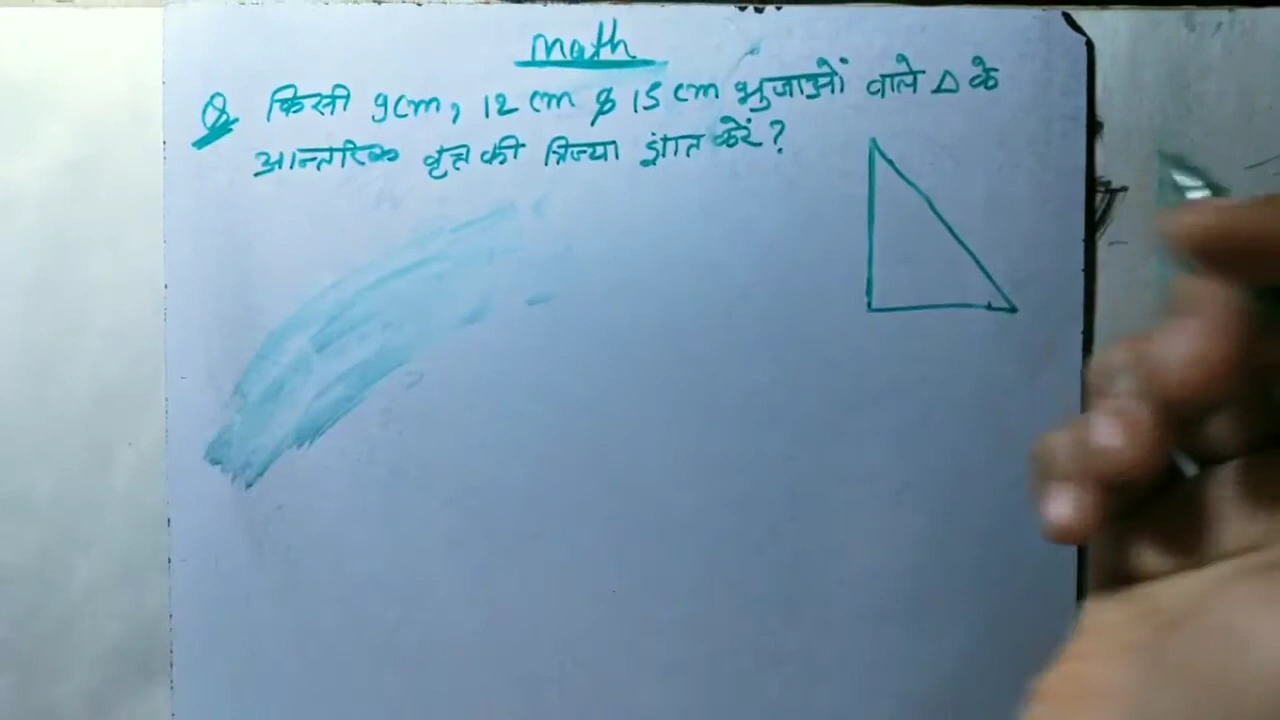 Math
Q किसी 9cm, 12 cm & 15 cm भुजाओं वाले Δ के
आन्तरिक वृत्त की त्रिज्या ज्ञात करें?